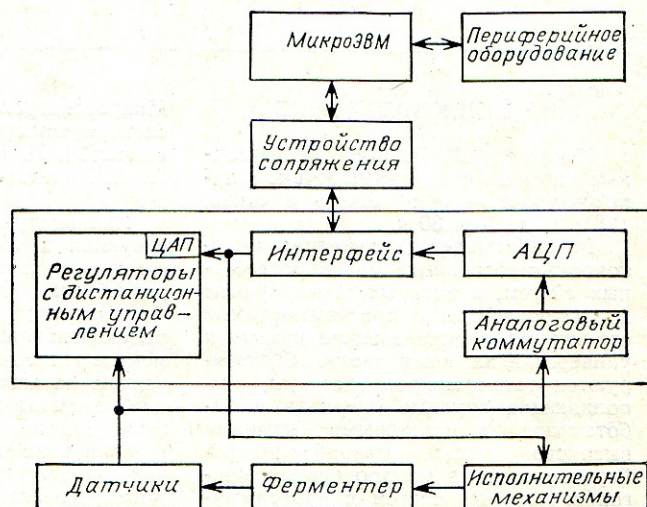 МикроЭВМ
Периферийное
оборудование
Устройство
сопряжения
ЦАП
Регуляторы
с дистанцион-
ным управ-
лением
Интерфейс
АЦП
Аналоговый
коммутатор
Датчики
Ферментер
Исполнительные
механизмы